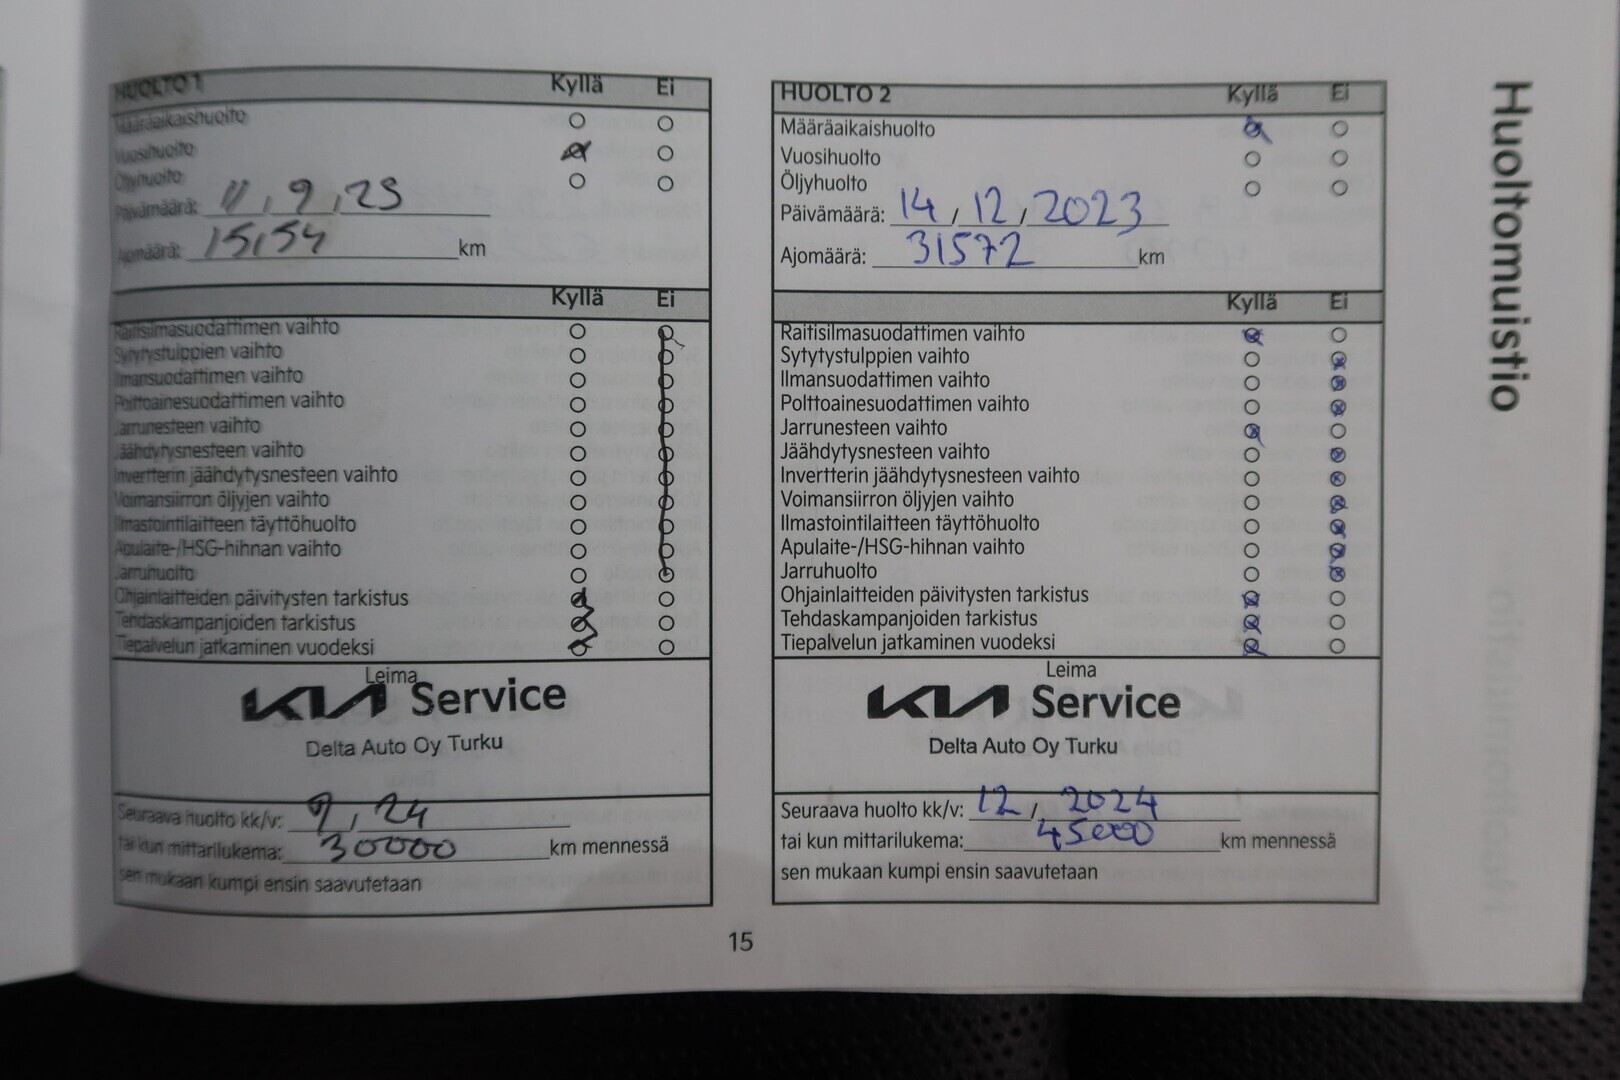 HUOLTO 1 Kyllä Ei
Määräaikaishuolto
Vuosihuolto
Öljyhuolto
Päivämäärä: 11, 9, 23
Ajomäärä: 15154 km
Kyllä Ei
Raitisilmasuodattimen vaihto
Sytytystulppien vaihto
Ilmansuodattimen vaihto
Polttoainesuodattimen vaihto
Jarrunesteen vaihto
Jäähdytysnesteen vaihto
Invertterin jäähdytysnesteen vaihto
Voimansiirron öljyjen vaihto
Ilmastointilaitteen täyttöhuolto
Apulaite-/HSG-hihnan vaihto
Jarruhuolto
Ohjainlaitteiden päivitysten tarkistus
Tehdaskampanjoiden tarkistus
Tiepalvelun jatkaminen vuodeksi
Leima
KIA Service
Delta Auto Oy Turku
Seuraava huolto kk/v: 9, 24
tai kun mittarilukema: 30000 km mennessä
sen mukaan kumpi ensin saavutetaan
HUOLTO 2 Kyllä Ei
Määräaikaishuolto
Vuosihuolto
Öljyhuolto
Päivämäärä: 14 / 12 / 2023
Ajomäärä: 31572 km
Kyllä Ei
Raitisilmasuodattimen vaihto
Sytytystulppien vaihto
Ilmansuodattimen vaihto
Polttoainesuodattimen vaihto
Jarrunesteen vaihto
Jäähdytysnesteen vaihto
Invertterin jäähdytysnesteen vaihto
Voimansiirron öljyjen vaihto
Ilmastointilaitteen täyttöhuolto
Apulaite-/HSG-hihnan vaihto
Jarruhuolto
Ohjainlaitteiden päivitysten tarkistus
Tehdaskampanjoiden tarkistus
Tiepalvelun jatkaminen vuodeksi
Leima
KIA Service
Delta Auto Oy Turku
Seuraava huolto kk/v: 12 / 2024
tai kun mittarilukema: 45000 km mennessä
sen mukaan kumpi ensin saavutetaan
Huoltomuistio
15